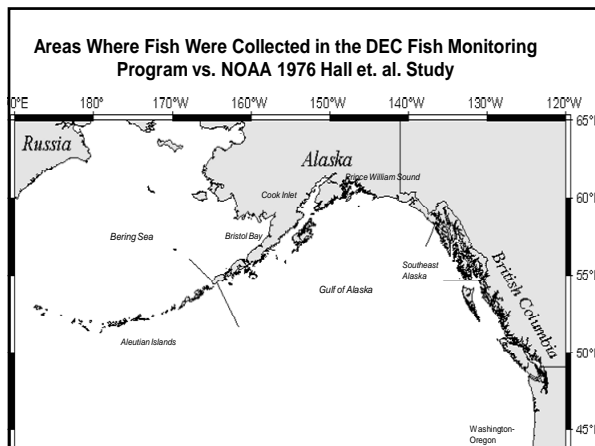 Areas Where Fish Were Collected in the DEC Fish Monitoring
Program vs. NOAA 1976 Hall et. al. Study
180° 170°W 160°W 150°W 140°W 130°W 120°W
65°
Russia
Alaska
Prince William Sound
Cook Inlet
60°
Bering Sea
Bristol Bay
Southeast
Alaska
British Columbia
55°
Gulf of Alaska
Aleutian Islands
50°
Washington-
Oregon
45°